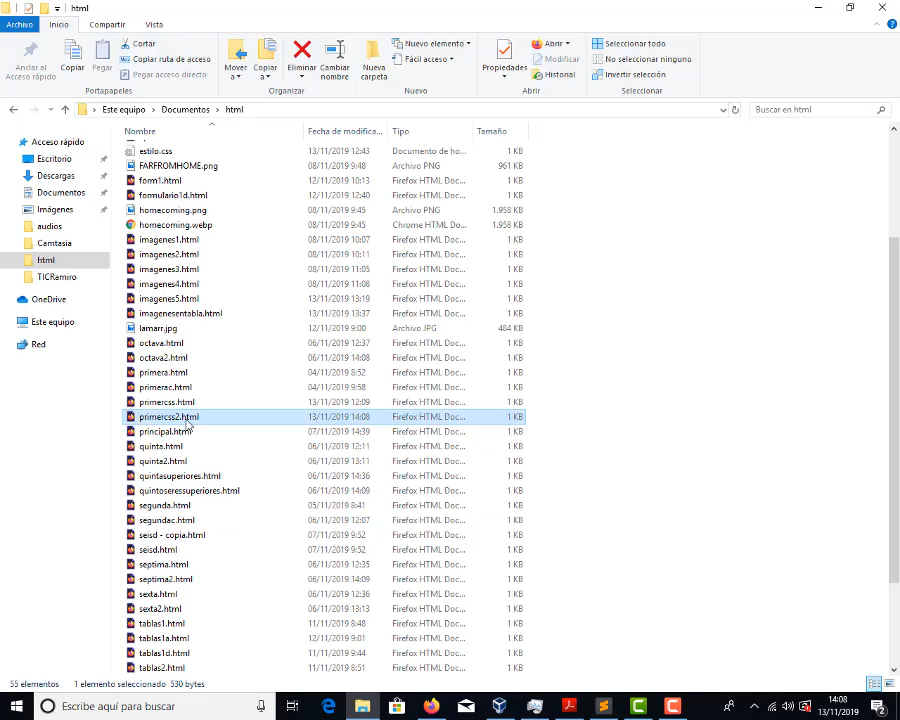 html
Archivo Inicio Compartir Vista
Andar al Acceso rápido
Copiar
Pegar
Cortar
Copiar ruta de acceso
Pegar acceso directo
Portapapeles
Mover a
Copiar a
Eliminar
Cambiar nombre
Organizar
Nueva carpeta
Nuevo elemento
Fácil acceso
Nuevo
Propiedades
Abrir
Modificar
Historial
Abrir
Seleccionar todo
No seleccionar ninguno
Invertir selección
Seleccionar
Este equipo > Documentos > html
Buscar en html
Acceso rápido
Escritorio
Descargas
Documentos
Imágenes
audios
Camtasia
html
TICRamiro
OneDrive
Este equipo
Red
Nombre Fecha de modifica... Tipo Tamaño
estilo.css 13/11/2019 12:43 Documento de ho... 1 KB
FARFROMHOME.png 08/11/2019 9:48 Archivo PNG 961 KB
form1.html 12/11/2019 10:13 Firefox HTML Doc... 1 KB
formulario1d.html 12/11/2019 12:40 Firefox HTML Doc... 1 KB
homecoming.png 08/11/2019 9:45 Archivo PNG 1.958 KB
homecoming.webp 08/11/2019 9:45 Chrome HTML Do... 1.958 KB
imagenes1.html 08/11/2019 10:07 Firefox HTML Doc... 1 KB
imagenes2.html 08/11/2019 10:11 Firefox HTML Doc... 1 KB
imagenes3.html 08/11/2019 11:05 Firefox HTML Doc... 1 KB
imagenes4.html 08/11/2019 11:08 Firefox HTML Doc... 1 KB
imagenes5.html 13/11/2019 13:19 Firefox HTML Doc... 1 KB
imagenesentabla.html 13/11/2019 13:37 Firefox HTML Doc... 1 KB
lamarr.jpg 12/11/2019 9:00 Archivo JPG 484 KB
octava.html 06/11/2019 12:37 Firefox HTML Doc... 1 KB
octava2.html 06/11/2019 14:08 Firefox HTML Doc... 1 KB
primera.html 04/11/2019 8:52 Firefox HTML Doc... 1 KB
primerac.html 04/11/2019 9:58 Firefox HTML Doc... 1 KB
primercss.html 13/11/2019 12:09 Firefox HTML Doc... 1 KB
primercss2.html 13/11/2019 14:08 Firefox HTML Doc... 1 KB
principal.html 07/11/2019 14:39 Firefox HTML Doc... 1 KB
quinta.html 06/11/2019 12:11 Firefox HTML Doc... 1 KB
quinta2.html 06/11/2019 13:11 Firefox HTML Doc... 1 KB
quintasuperiores.html 06/11/2019 14:36 Firefox HTML Doc... 1 KB
quintoseressuperiores.html 06/11/2019 14:09 Firefox HTML Doc... 1 KB
segunda.html 05/11/2019 8:41 Firefox HTML Doc... 1 KB
segundac.html 06/11/2019 12:07 Firefox HTML Doc... 1 KB
seisd - copia.html 07/11/2019 9:52 Firefox HTML Doc... 1 KB
seisd.html 07/11/2019 9:52 Firefox HTML Doc... 1 KB
septima.html 06/11/2019 12:35 Firefox HTML Doc... 1 KB
septima2.html 06/11/2019 14:09 Firefox HTML Doc... 1 KB
sexta.html 06/11/2019 12:36 Firefox HTML Doc... 1 KB
sexta2.html 06/11/2019 13:13 Firefox HTML Doc... 1 KB
tablas1.html 11/11/2019 8:48 Firefox HTML Doc... 1 KB
tablas1a.html 12/11/2019 9:01 Firefox HTML Doc... 1 KB
tablas1d.html 11/11/2019 9:44 Firefox HTML Doc... 1 KB
tablas2.html 11/11/2019 8:51 Firefox HTML Doc... 1 KB
55 elementos 1 elemento seleccionado 530 bytes
Escribe aquí para buscar
14:08
13/11/2019
2